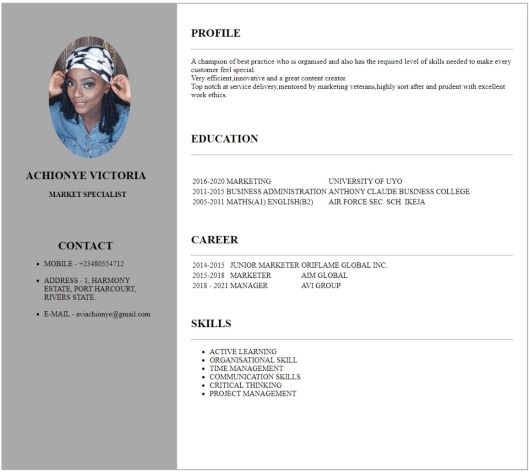 ACHIONYE VICTORIA
MARKET SPECIALIST
CONTACT
• MOBILE - +23480554712
• ADDRESS - 1, HARMONY
ESTATE, PORT HARCOURT,
RIVERS STATE.
• E-MAIL - aviachionye@gmail.com
PROFILE
A champion of best practice who is organised and also has the required level of skills needed to make every
customer feel special.
Very efficient,innovative and a great content creator.
Top notch at service delivery,mentored by marketing veterans,highly sort after and prudent with excellent
work ethics.
EDUCATION
2016-2020 MARKETING UNIVERSITY OF UYO
2011-2015 BUSINESS ADMINISTRATION ANTHONY CLAUDE BUSINESS COLLEGE
2005-2011 MATHS(A1) ENGLISH(B2) AIR FORCE SEC. SCH. IKEJA
CAREER
2014-2015 JUNIOR MARKETER ORIFLAME GLOBAL INC.
2015-2018 MARKETER AIM GLOBAL
2018 - 2021 MANAGER AVI GROUP
SKILLS
• ACTIVE LEARNING
• ORGANISATIONAL SKILL
• TIME MANAGEMENT
• COMMUNICATION SKILLS
• CRITICAL THINKING
• PROJECT MANAGEMENT